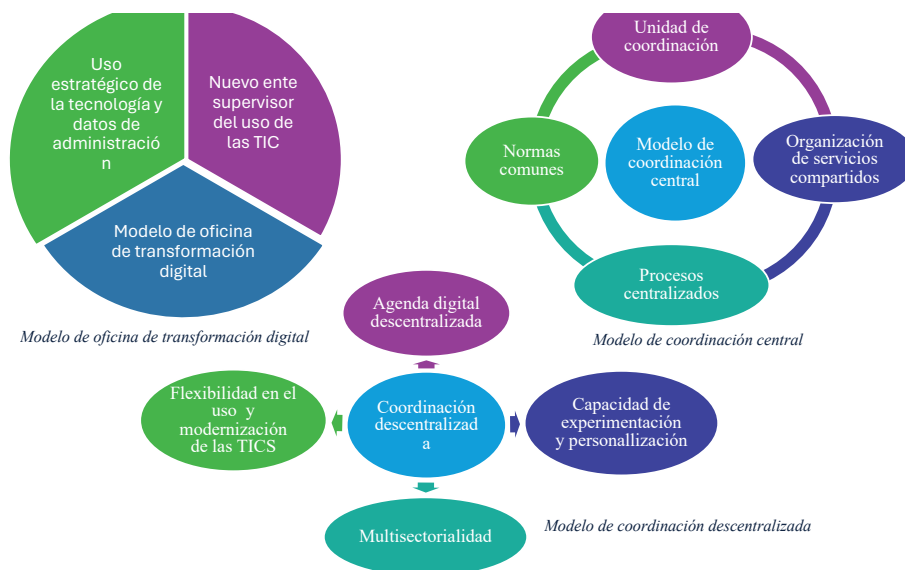 Uso
estratégico de
la tecnología y
datos de
administració
n
Nuevo ente
supervisor
del uso de
las TIC
Modelo de oficina
de transformación
digital
Modelo de oficina de transformación digital
Unidad de
coordinación
Normas
comunes
Modelo de
coordinación
central
Organización
de servicios
compartidos
Procesos
centralizados
Modelo de coordinación central
Agenda digital
descentralizada
Flexibilidad en el
uso y
modernización
de las TICS
Coordinación
descentralizad
a
Capacidad de
experimentación
y personallización
Multisectorialidad
Modelo de coordinación descentralizada